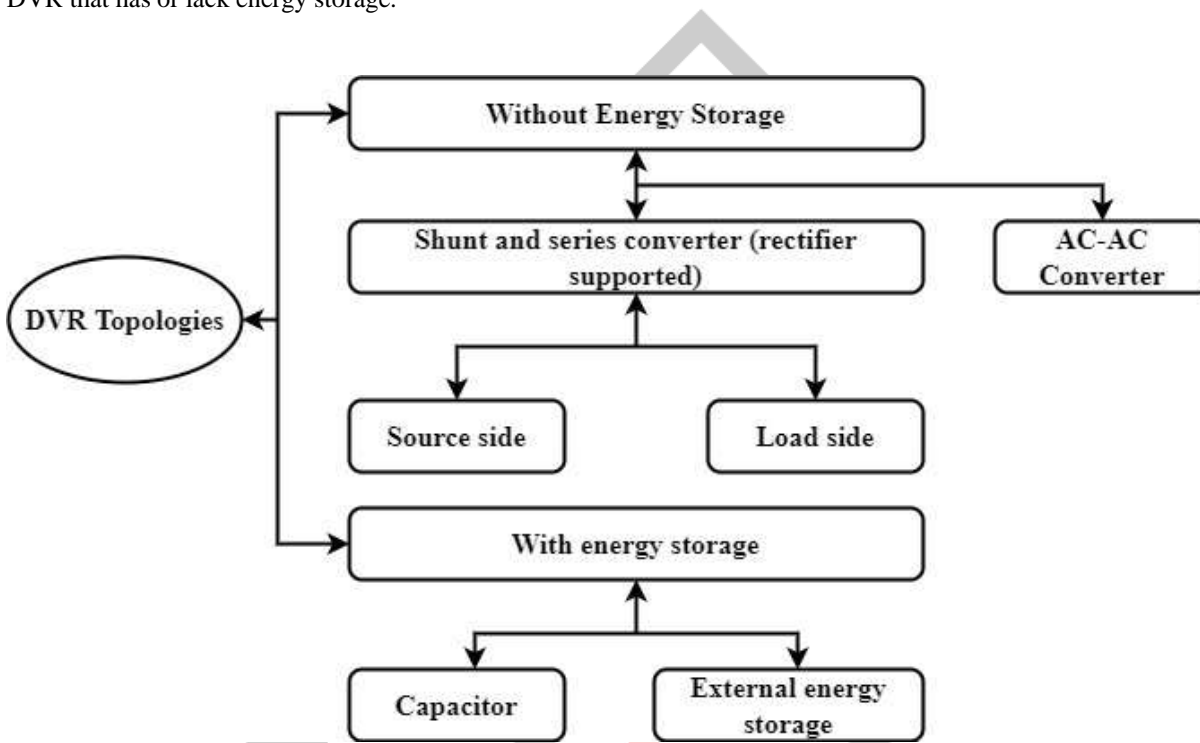 DVR that has or lack energy storage.
Without Energy Storage
Shunt and series converter (rectifier
supported)
AC-AC
Converter
DVR Topologies
Source side
Load side
With energy storage
Capacitor
External energy
storage